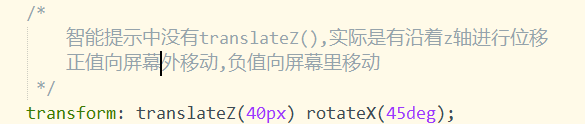 /*
智能提示中没有translateZ(),实际是有沿着z轴进行位移
正值向屏幕外移动,负值向屏幕里移动
*/
transform: translateZ(40px) rotateX(45deg);